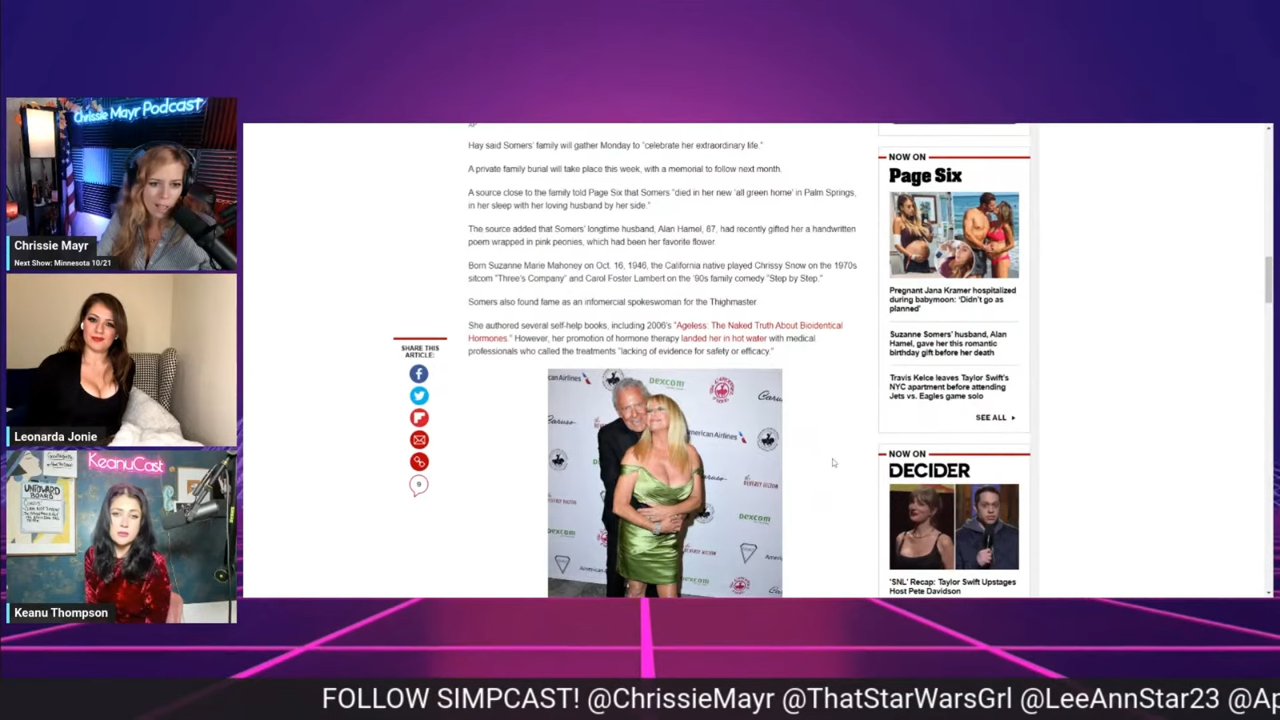 Chrissie Mayr Podcast
Chrissie Mayr
Next Show: Minnesota 10/21
Leonarda Jonie
KeanuCast
Keanu Thompson
Hay said Somers' family will gather Monday to "celebrate her extraordinary life."
A private family burial will take place this week, with a memorial to follow next month.
A source close to the family told Page Six that Somers "died in her new 'all green home' in Palm Springs,
in her sleep with her loving husband by her side."
The source added that Somers' longtime husband, Alan Hamel, 87, had recently gifted her a handwritten
poem wrapped in pink peonies, which had been her favorite flower.
Born Suzanne Marie Mahoney on Oct. 16, 1946, the California native played Chrissy Snow on the 1970s
sitcom "Three's Company" and Carol Foster Lambert on the '90s family comedy "Step by Step."
Somers also found fame as an infomercial spokeswoman for the Thighmaster.
She authored several self-help books, including 2006's "Ageless: The Naked Truth About Bioidentical
Hormones." However, her promotion of hormone therapy landed her in hot water with medical
professionals who called the treatments "lacking of evidence for safety or efficacy."
SHARE THIS
ARTICLE:
9
American Airlines
dexcom
American Airlines
THE BEVERLY HILTON
Dexcom
NOW ON
Page Six
Pregnant Jana Kramer hospitalized
during babymoon: 'Didn't go as
planned'
Suzanne Somers' husband, Alan
Hamel, gave her this romantic
birthday gift before her death
Travis Kelce leaves Taylor Swift's
NYC apartment before attending
Jets vs. Eagles game solo
SEE ALL
NOW ON
DECIDER
'SNL' Recap: Taylor Swift Upstages
Host Pete Davidson
FOLLOW SIMPCAST! @ChrissieMayr @ThatStarWarsGrl @LeeAnnStar23 @Ap